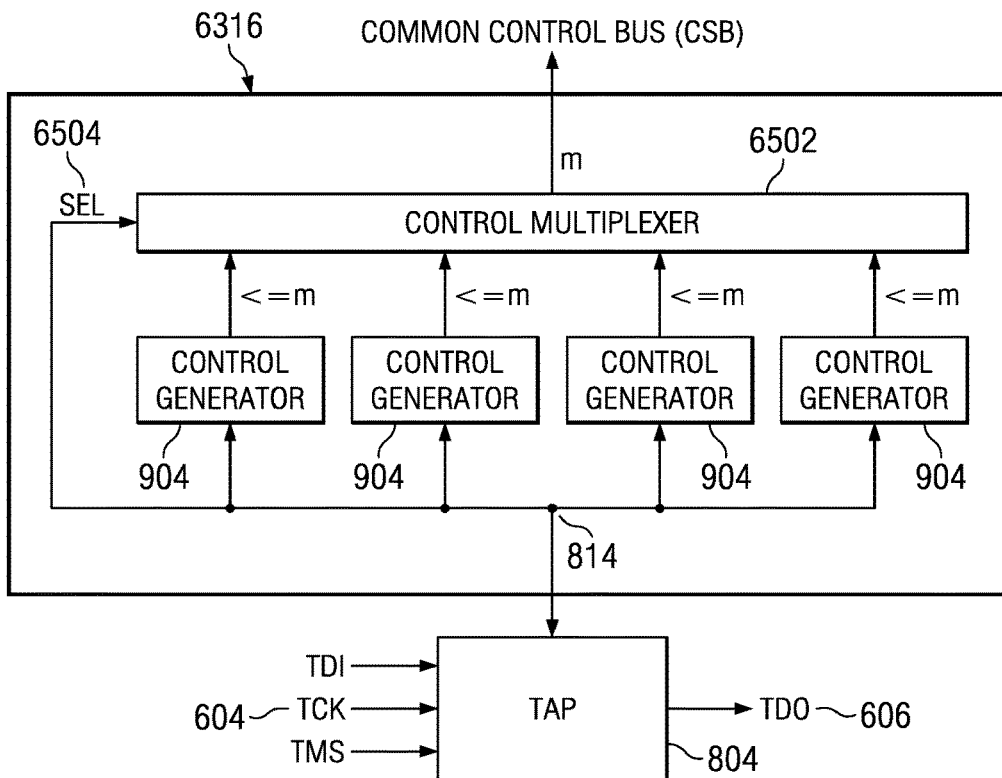 6316
COMMON CONTROL BUS (CSB)
6504
SEL
m
6502
CONTROL MULTIPLEXER
<=m <=m <=m <=m
CONTROL GENERATOR
CONTROL GENERATOR
CONTROL GENERATOR
CONTROL GENERATOR
904 904 904 904
814
TDI
604 TCK
TMS
TAP
TDO 606
804